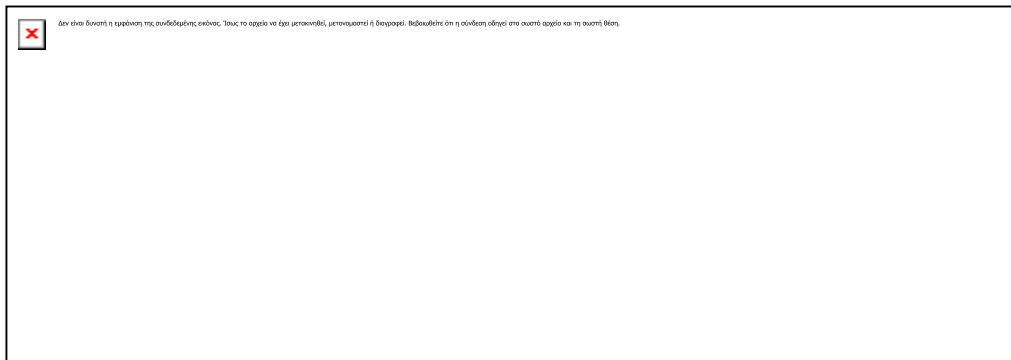 Δεν είναι δυνατή η εμφάνιση της συνδεδεμένης εικόνας. Ίσως το αρχείο να έχει μετακινηθεί, μετονομαστεί ή διαγραφεί. Βεβαιωθείτε ότι η σύνδεση οδηγεί στο σωστό αρχείο και τη σωστή θέση.